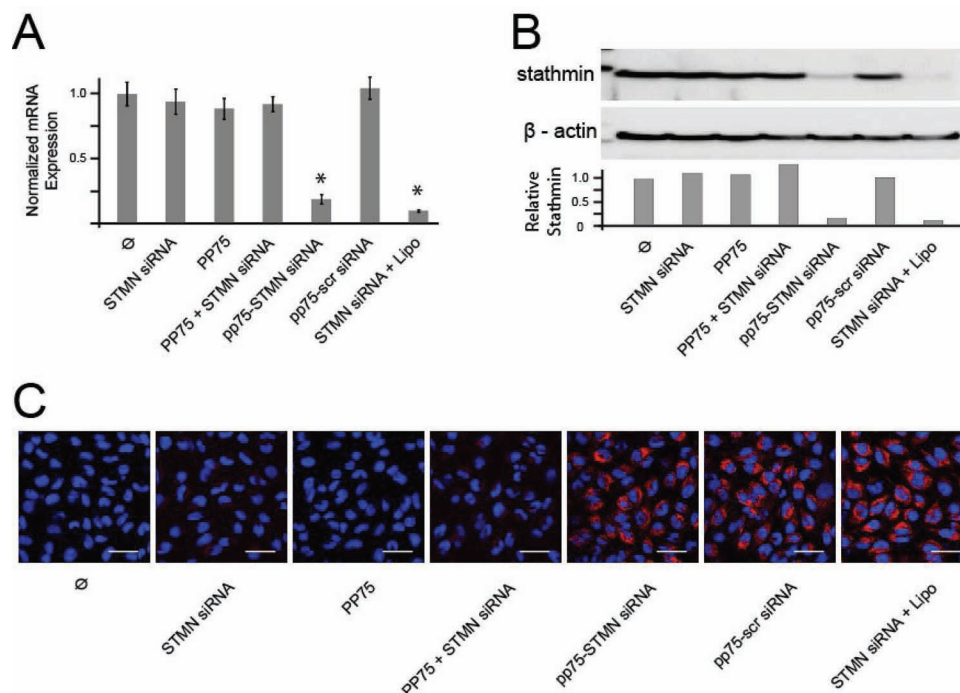 A
Normalized mRNA
Expression
1.0
0.5
*
*
Ø
STMN siRNA
PP75
PP75 + STMN siRNA
pp75-STMN siRNA
pp75-scr siRNA
STMN siRNA + Lipo
B
stathmin
β - actin
Relative
Stathmin
1.0
0.5
0
Ø
STMN siRNA
PP75
PP75 + STMN siRNA
pp75-STMN siRNA
pp75-scr siRNA
STMN siRNA + Lipo
C
Ø
STMN siRNA
PP75
PP75 + STMN siRNA
pp75-STMN siRNA
pp75-scr siRNA
STMN siRNA + Lipo